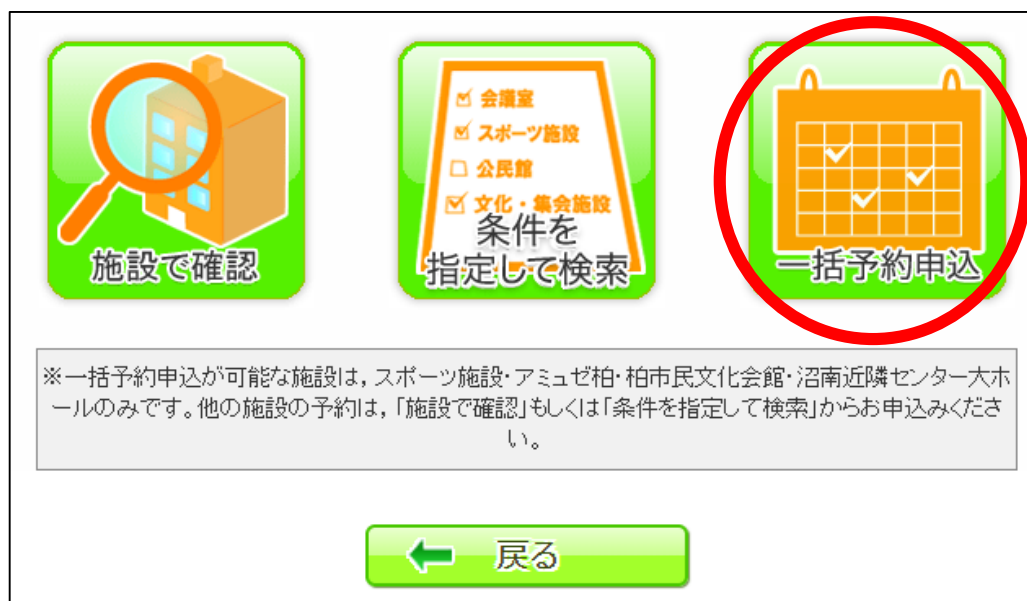 施設で確認
会議室
スポーツ施設
公民館
文化・集会施設
条件を
指定して検索
一括予約申込
※一括予約申込が可能な施設は，スポーツ施設・アミュゼ柏・柏市民文化会館・沼南近隣センター大ホ
ールのみです。他の施設の予約は，「施設で確認」もしくは「条件を指定して検索」からお申込みくださ
い。
戻る